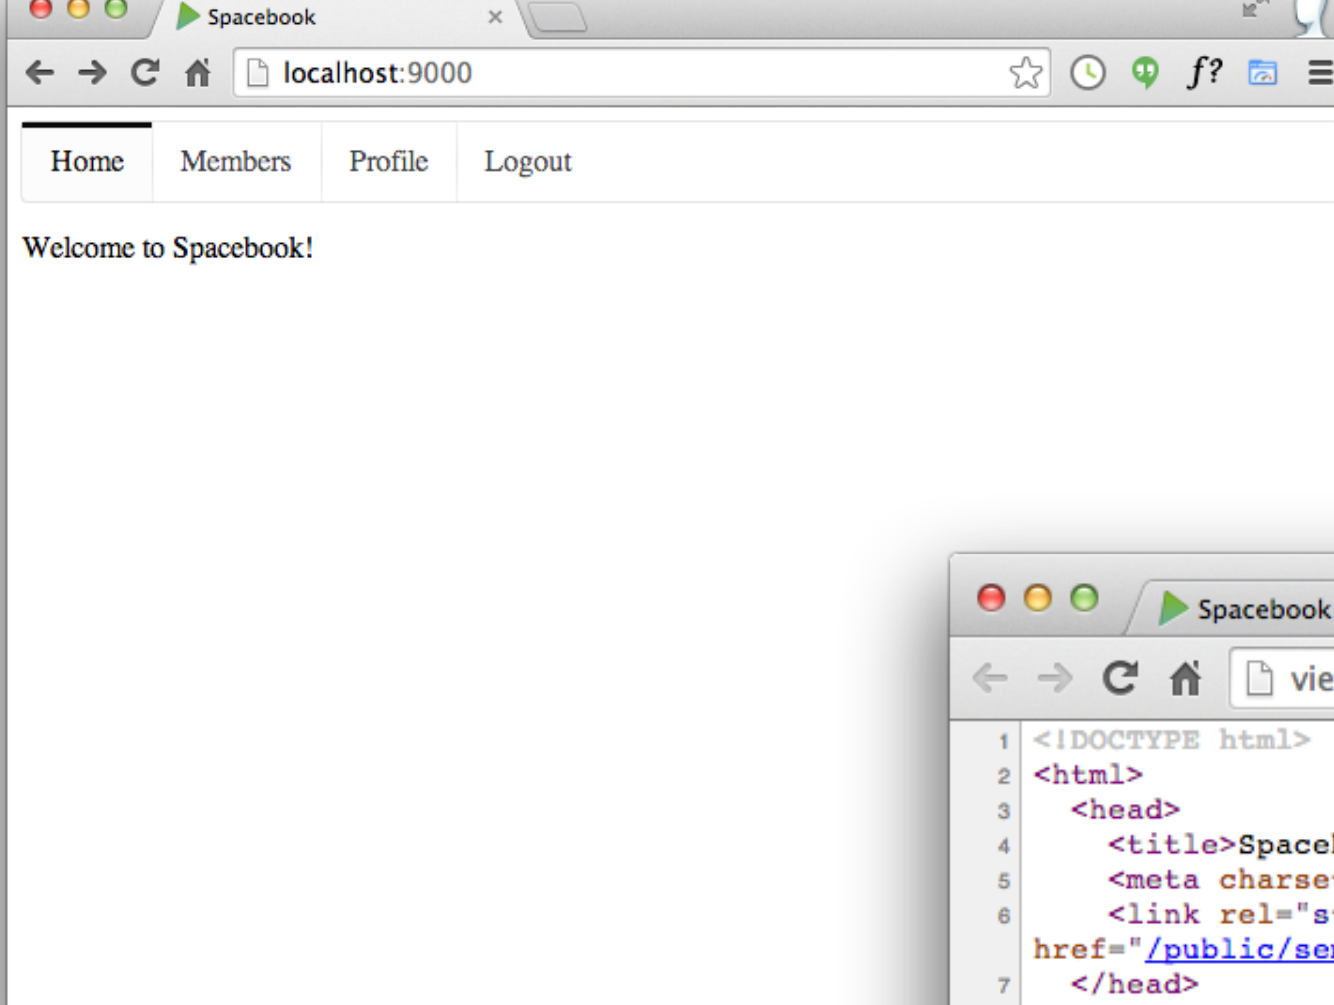 Spacebook
localhost:9000
f?
Home Members Profile Logout
Welcome to Spacebook!
Spacebook
1 <!DOCTYPE html>
2 <html>
3 <head>
4 <title>
5 <meta
6 <link
href="/public/
7 </head>